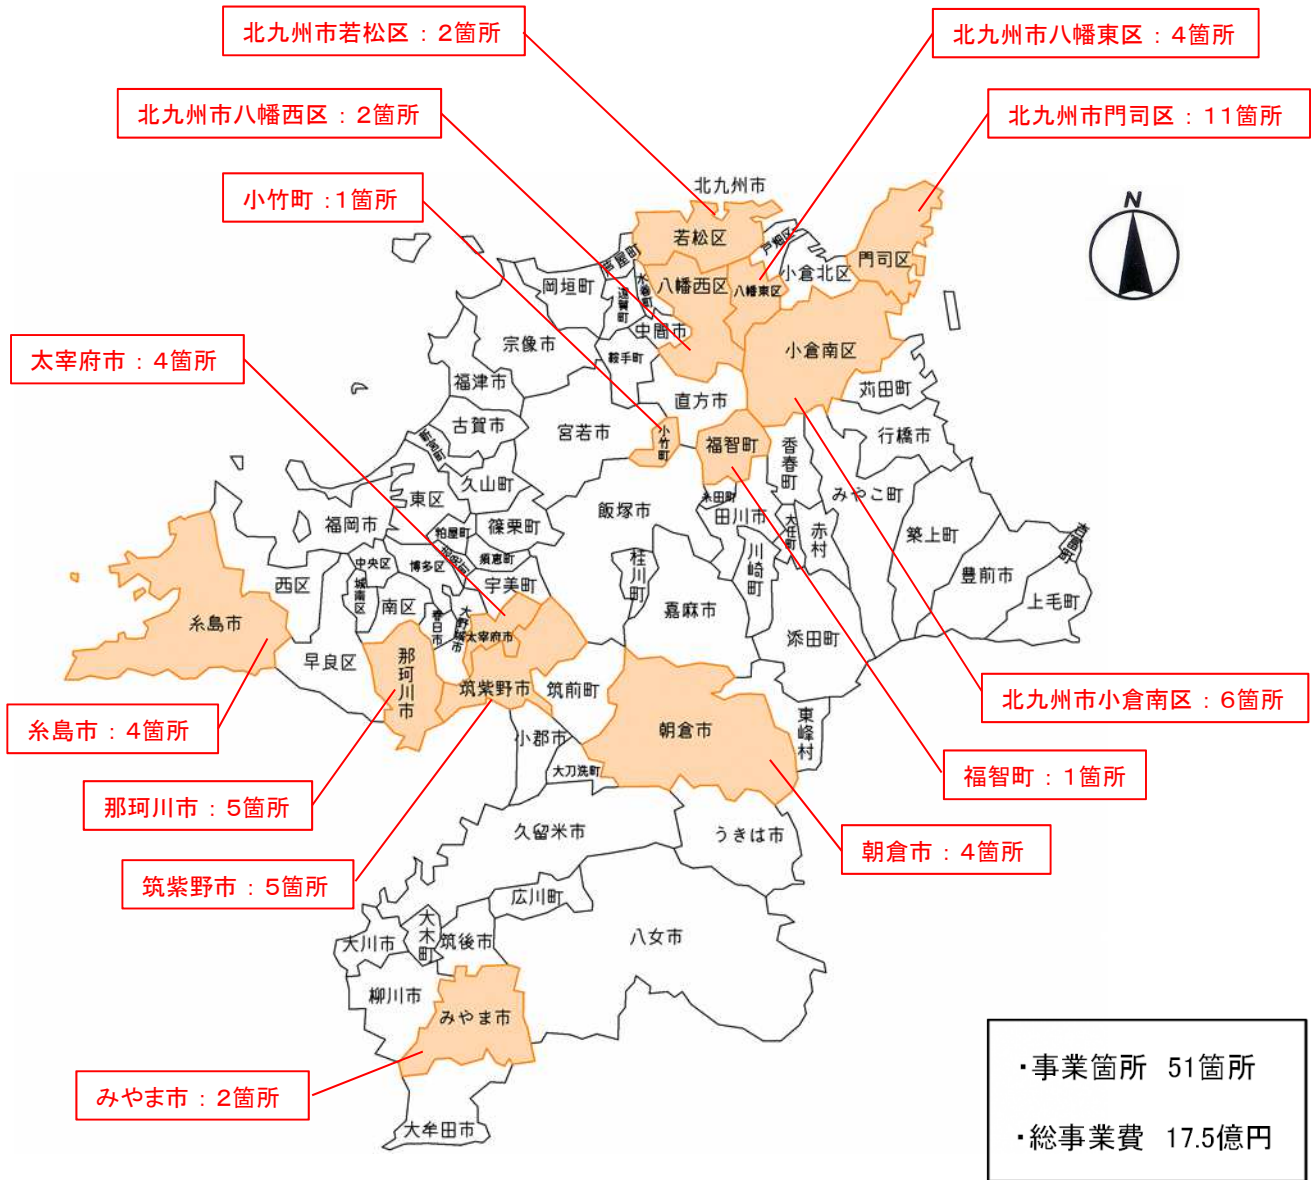 北九州市若松区：2箇所
北九州市八幡東区：4箇所
北九州市八幡西区：2箇所
北九州市門司区：11箇所
小竹町：1箇所
太宰府市：4箇所
糸島市：4箇所
那珂川市：5箇所
筑紫野市：5箇所
みやま市：2箇所
北九州市小倉南区：6箇所
福智町：1箇所
朝倉市：4箇所
N
北九州市
若松区
戸畑区
小倉北区
門司区
芦屋町
水巻町
遠賀町
岡垣町
八幡西区
八幡東区
中間市
宗像市
鞍手町
小倉南区
苅田町
福津市
直方市
古賀市
新宮町
宮若市
小竹町
福智町
香春町
行橋市
久山町
みやこ町
東区
糸田町
福岡市
篠栗町
飯塚市
田川市
大任町
赤村
築上町
吉富町
粕屋町
志免町
須恵町
中央区
博多区
城南区
西区
宇美町
桂川町
川崎町
豊前市
上毛町
南区
春日市
大野城市
太宰府市
嘉麻市
糸島市
早良区
那珂川市
筑紫野市
筑前町
添田町
朝倉市
東峰村
小郡市
大刀洗町
久留米市
うきは市
広川町
大川市
大木町
筑後市
八女市
柳川市
みやま市
大牟田市
・事業箇所 51箇所
・総事業費 17.5億円